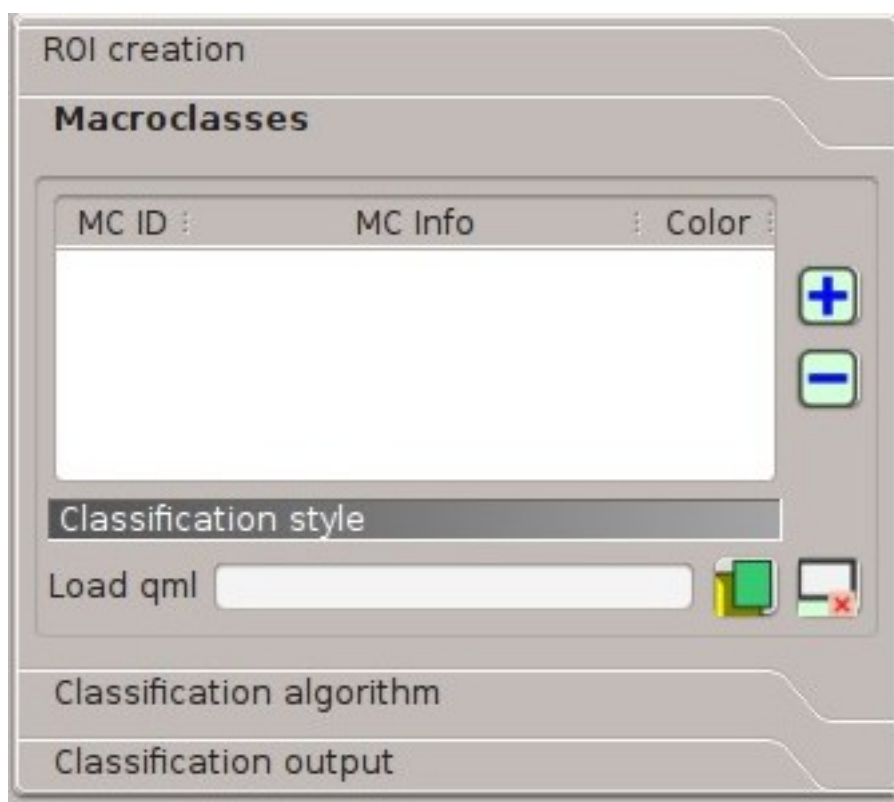 ROI creation
Macroclasses
MC ID MC Info Color
Classification style
Load qml
Classification algorithm
Classification output